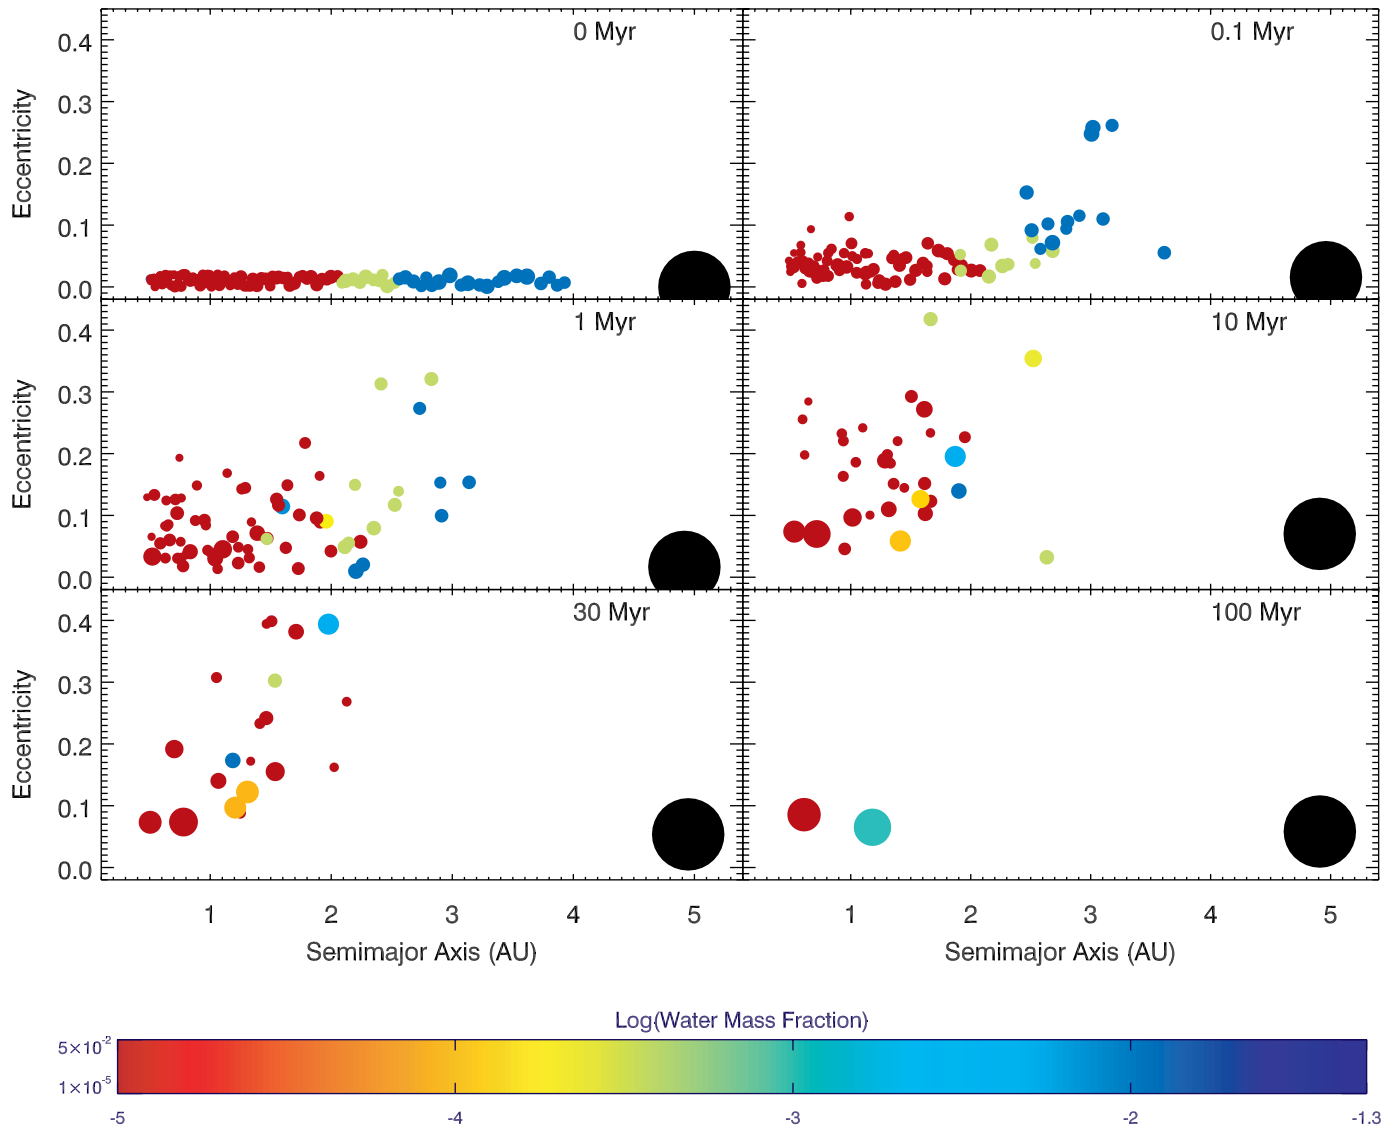 0 Myr
0.1 Myr
Eccentricity
0.4
0.3
0.2
0.1
0.0
1 Myr
10 Myr
Eccentricity
0.4
0.3
0.2
0.1
0.0
30 Myr
100 Myr
Eccentricity
0.4
0.3
0.2
0.1
0.0
1 2 3 4 5
1 2 3 4 5
Semimajor Axis (AU)
Semimajor Axis (AU)
Log{Water Mass Fraction}
5×10⁻²
1×10⁻⁵
-5 -4 -3 -2 -1.3